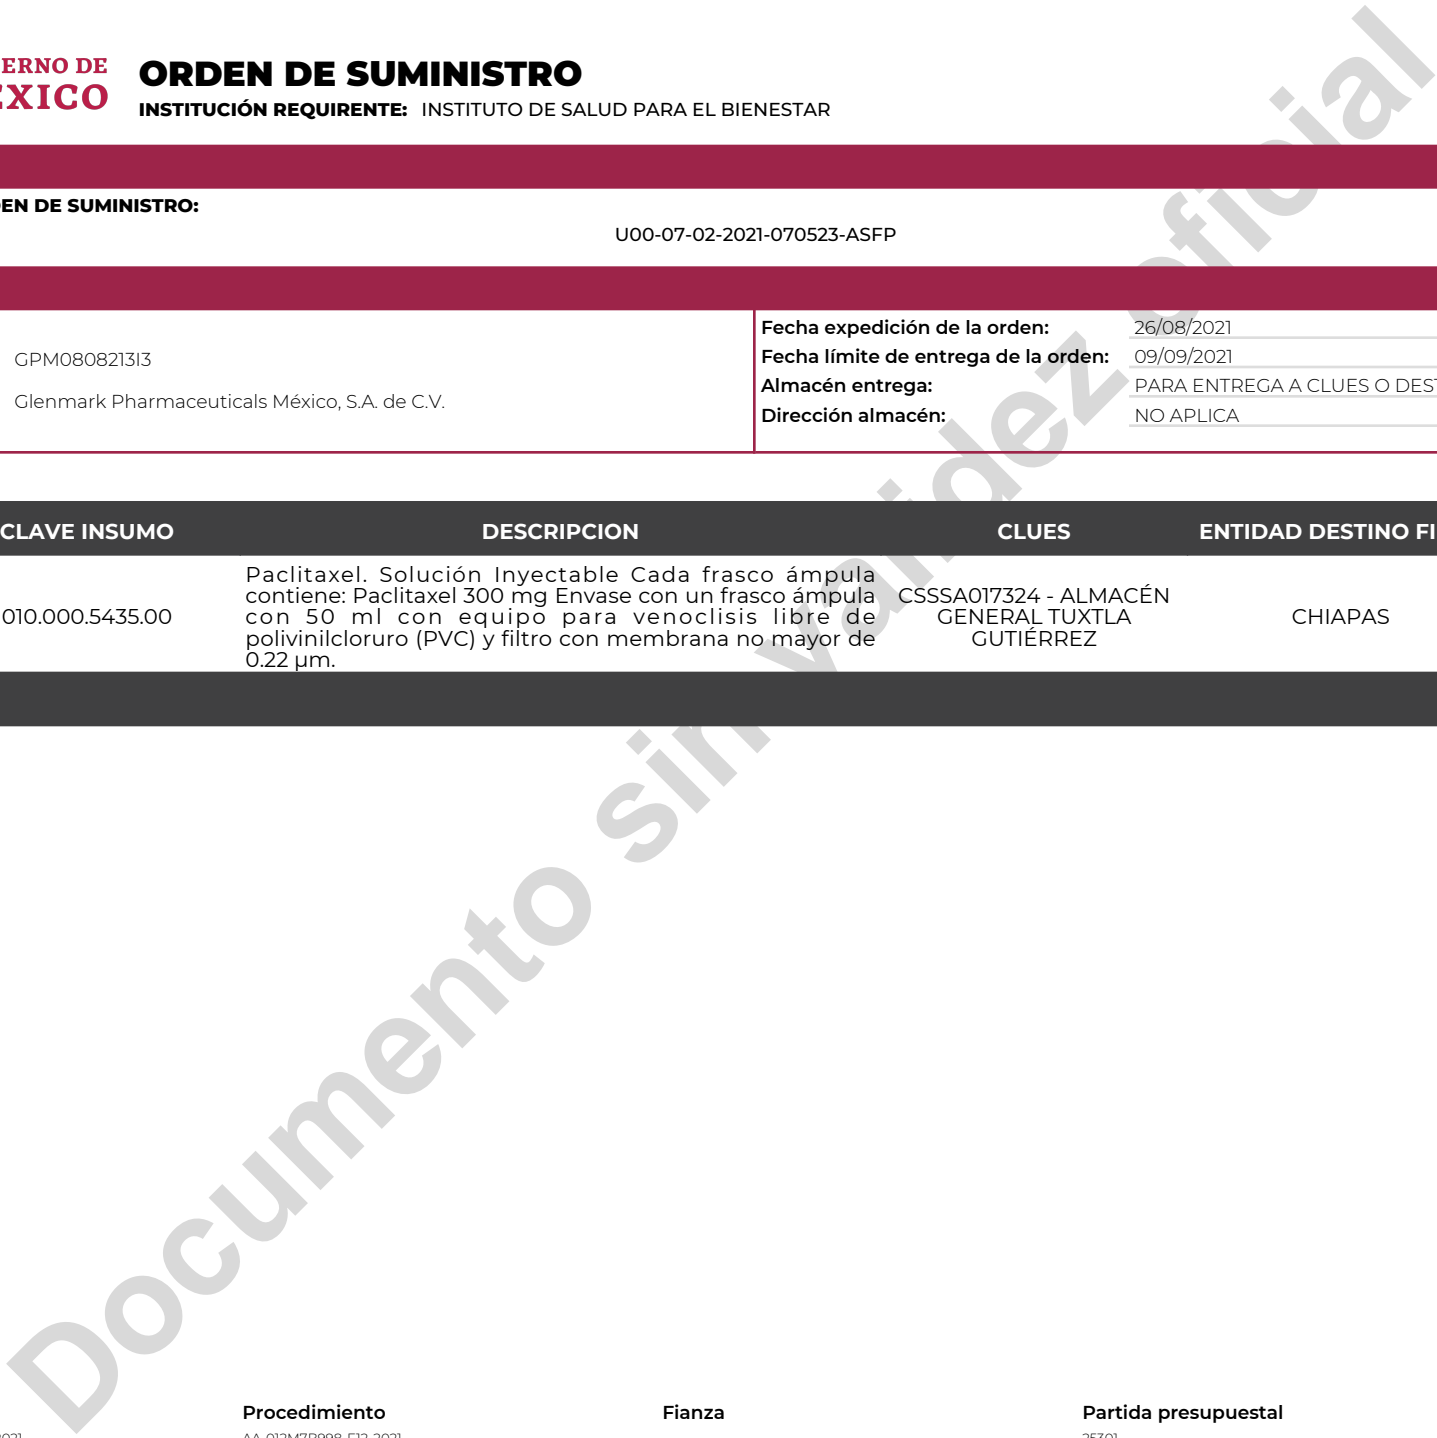 ERNO DE
ÉXICO
ORDEN DE SUMINISTRO
INSTITUCIÓN REQUIRENTE: INSTITUTO DE SALUD PARA EL BIENESTAR
EN DE SUMINISTRO:
U00-07-02-2021-070523-ASFP
GPM0808213I3
Glenmark Pharmaceuticals México, S.A. de C.V.
Fecha expedición de la orden: 26/08/2021
Fecha límite de entrega de la orden: 09/09/2021
Almacén entrega: PARA ENTREGA A CLUES O DEST
Dirección almacén: NO APLICA
CLAVE INSUMO DESCRIPCION CLUES ENTIDAD DESTINO FI
010.000.5435.00
Paclitaxel. Solución Inyectable Cada frasco ámpula
contiene: Paclitaxel 300 mg Envase con un frasco ámpula
con 50 ml con equipo para venoclisis libre de
polivinilcloruro (PVC) y filtro con membrana no mayor de
0.22 µm.
CSSSA017324 - ALMACÉN
GENERAL TUXTLA
GUTIÉRREZ
CHIAPAS
Documento sin validez oficial
Procedimiento Fianza Partida presupuestal